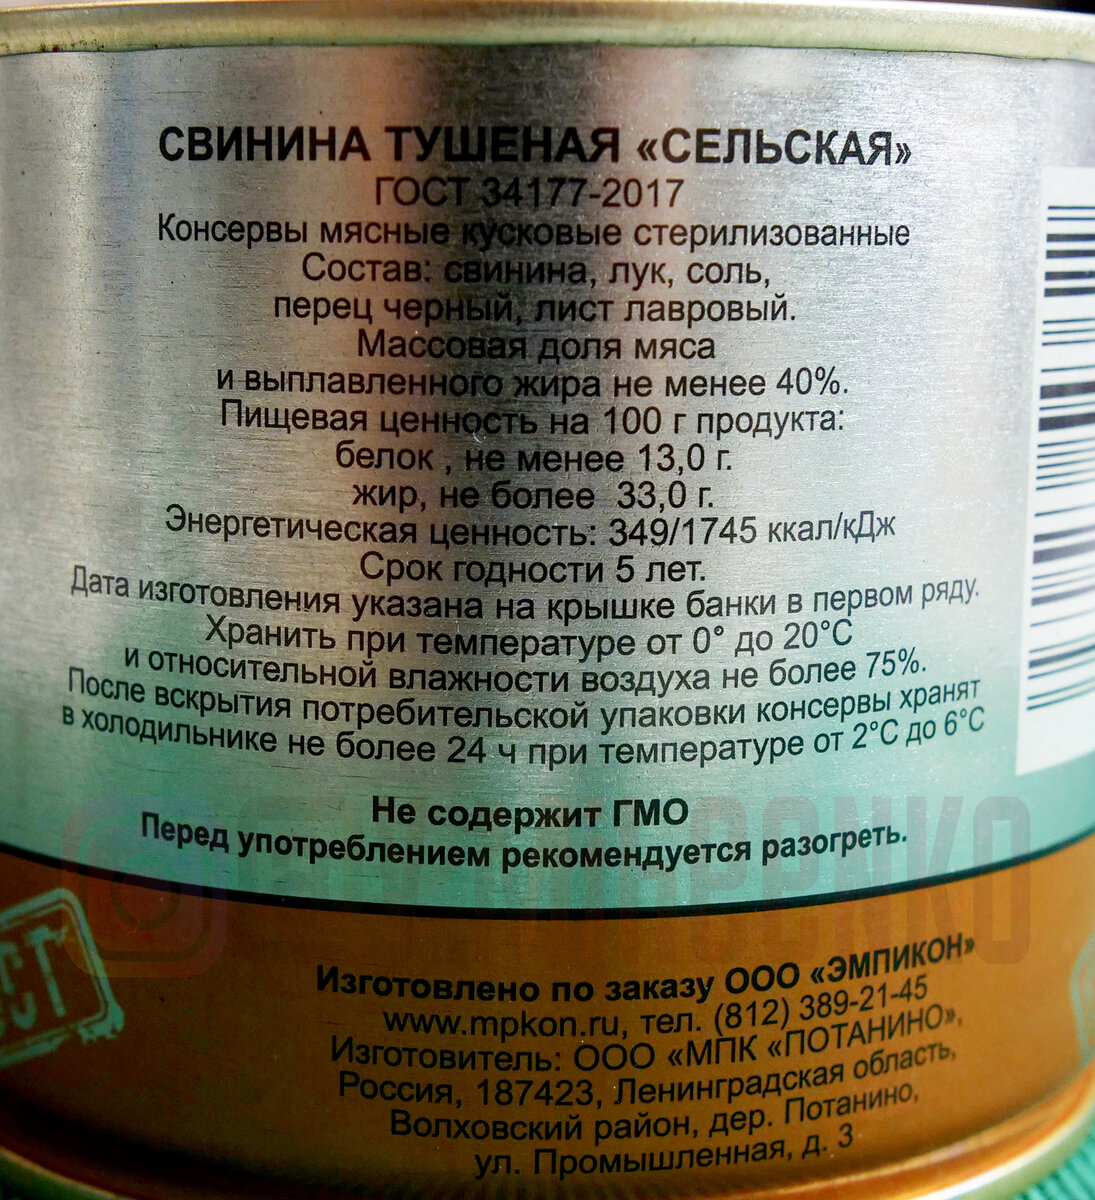 СВИНИНА ТУШЕНАЯ «СЕЛЬСКАЯ»
ГОСТ 34177-2017
Консервы мясные кусковые стерилизованные
Состав: свинина, лук, соль,
перец черный, лист лавровый.
Массовая доля мяса
и выплавленного жира не менее 40%.
Пищевая ценность на 100 г продукта:
белок , не менее 13,0 г.
жир, не более 33,0 г.
Энергетическая ценность: 349/1745 ккал/кДж
Срок годности 5 лет.
Дата изготовления указана на крышке банки в первом ряду.
Хранить при температуре от 0° до 20°С
и относительной влажности воздуха не более 75%.
После вскрытия потребительской упаковки консервы хранят
в холодильнике не более 24 ч при температуре от 2°С до 6°С
Не содержит ГМО
Перед употреблением рекомендуется разогреть.
Изготовлено по заказу ООО «ЭМПИКОН»
www.mpkon.ru, тел. (812) 389-21-45
Изготовитель: ООО «МПК «ПОТАНИНО»,
Россия, 187423, Ленинградская область,
Волховский район, дер. Потанино,
ул. Промышленная, д. 3